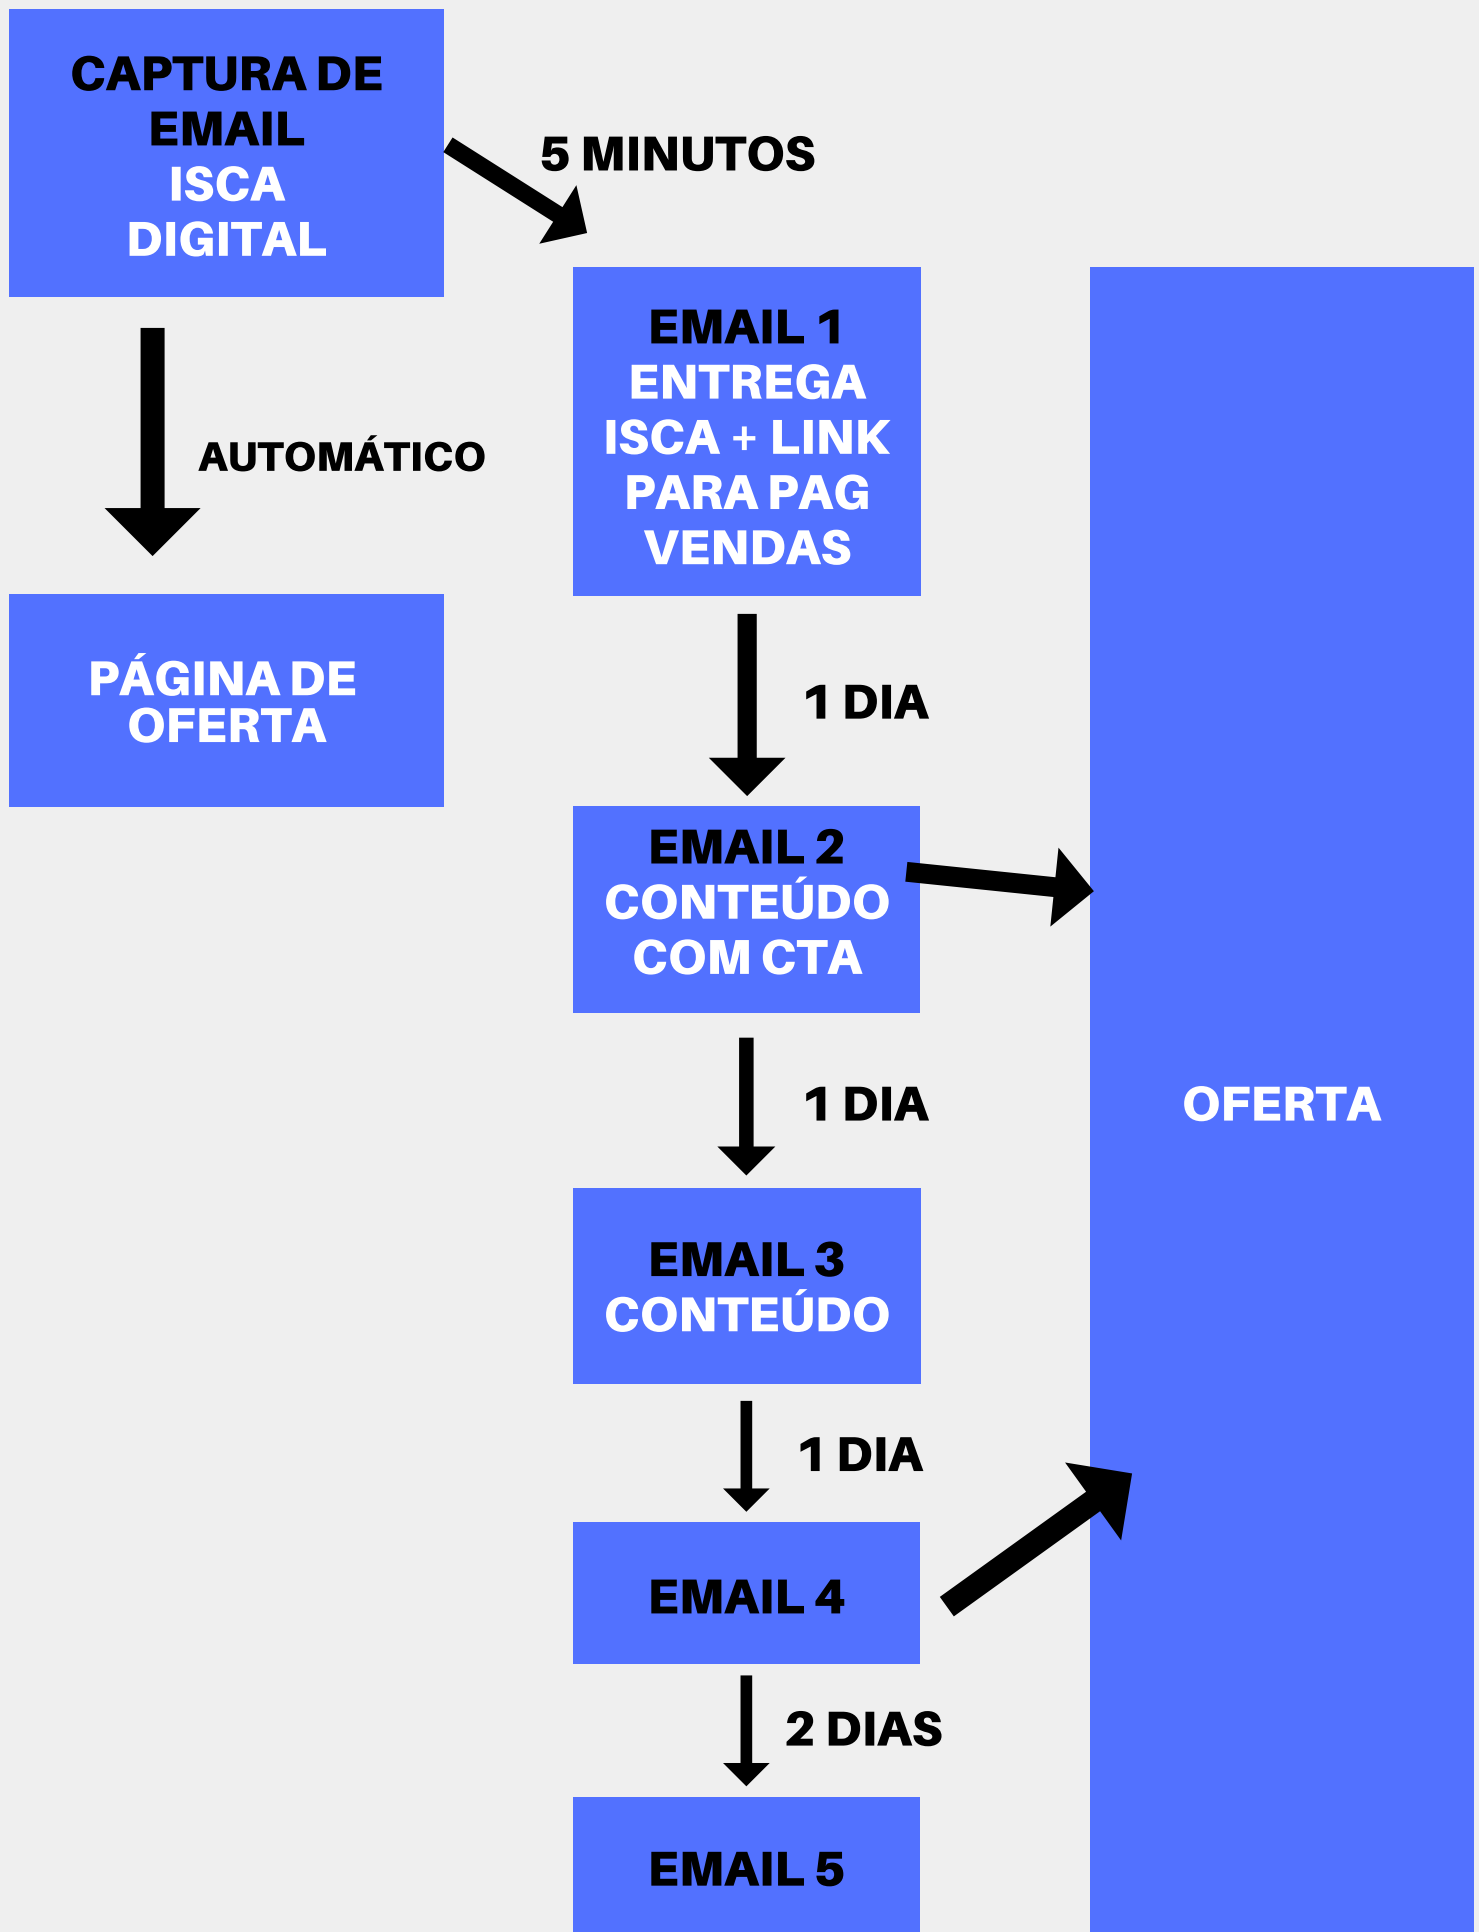 CAPTURA DE
EMAIL
ISCA
DIGITAL
5 MINUTOS
AUTOMÁTICO
PÁGINA DE
OFERTA
EMAIL 1
ENTREGA
ISCA + LINK
PARA PAG
VENDAS
1 DIA
EMAIL 2
CONTEÚDO
COM CTA
1 DIA
EMAIL 3
CONTEÚDO
1 DIA
EMAIL 4
2 DIAS
EMAIL 5
OFERTA